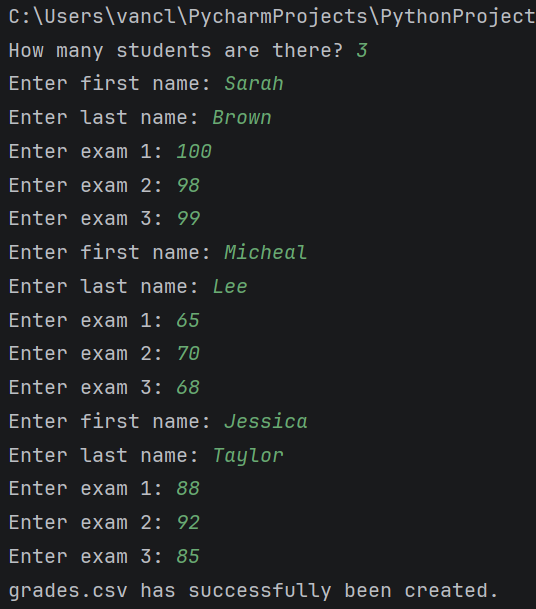 C:\Users\vancl\PycharmProjects\PythonProject
How many students are there? 3
Enter first name: Sarah
Enter last name: Brown
Enter exam 1: 100
Enter exam 2: 98
Enter exam 3: 99
Enter first name: Micheal
Enter last name: Lee
Enter exam 1: 65
Enter exam 2: 70
Enter exam 3: 68
Enter first name: Jessica
Enter last name: Taylor
Enter exam 1: 88
Enter exam 2: 92
Enter exam 3: 85
grades.csv has successfully been created.